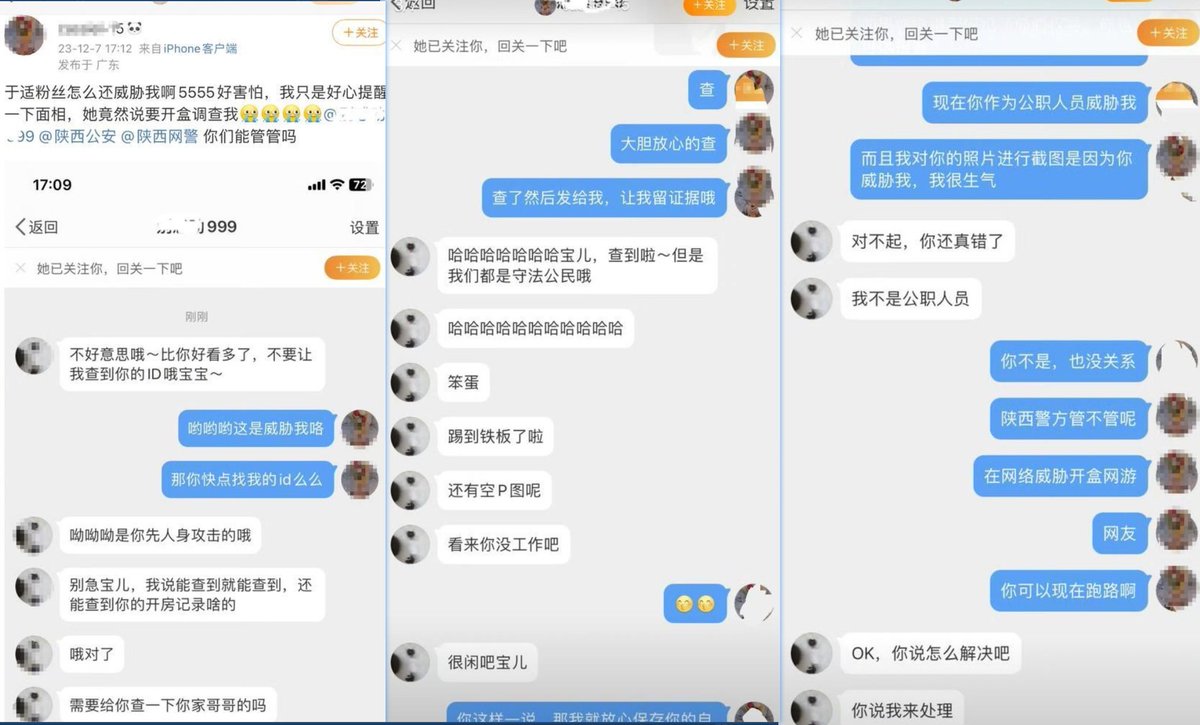 23-12-7 17:12 来自iPhone客户端
发布于 广东
+关注
于适粉丝怎么还威胁我啊5555好害怕，我只是好心提醒
一下面相，她竟然说要开盒调查我😭😭😭😭@
99 @陕西公安 @陕西网警 你们能管管吗
17:09
72
返回
999
设置
她已关注你，回关一下吧
+关注
刚刚
不好意思哦～比你好看多了，不要让
我查到你的ID哦宝宝～
哟哟哟这是威胁我咯
那你快点找我的id么么
呦呦呦是你先人身攻击的哦
别急宝儿，我说能查到就能查到，还
能查到你的开房记录啥的
哦对了
需要给你查一下你家哥哥的吗
返回
+关注
设置
她已关注你，回关一下吧
+关注
查
大胆放心的查
查了然后发给我，让我留证据哦
哈哈哈哈哈哈哈宝儿，查到啦～但是
我们都是守法公民哦
哈哈哈哈哈哈哈哈哈哈哈
笨蛋
踢到铁板了啦
还有空P图呢
看来你没工作吧
🤭🤭
很闲吧宝儿
你这样一说，那我就放心保存你的自
她已关注你，回关一下吧
+关注
现在你作为公职人员威胁我
而且我对你的照片进行截图是因为你
威胁我，我很生气
对不起，你还真错了
我不是公职人员
你不是，也没关系
陕西警方管不管呢
在网络威胁开盒网游
网友
你可以现在跑路啊
OK，你说怎么解决吧
你说我来处理